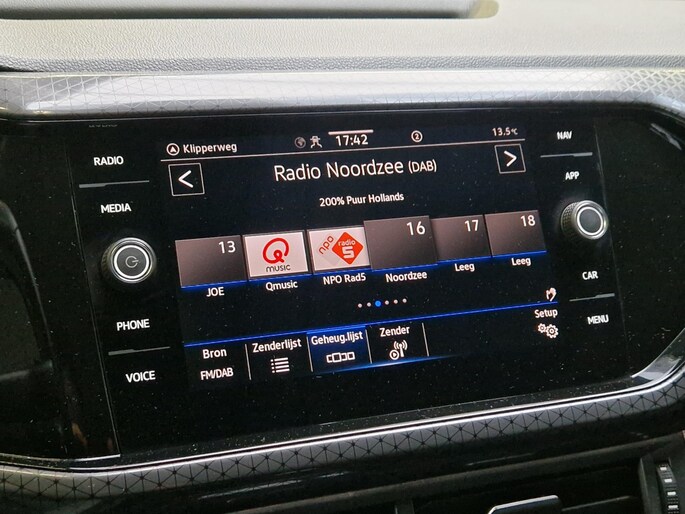 Klipperweg
17:42
2
13.5°C
NAV
RADIO
Radio Noordzee (DAB)
APP
MEDIA
200% Puur Hollands
13
Q
music
npo
radio
5
16
17
18
JOE
Qmusic
NPO Rad5
Noordzee
Leeg
Leeg
CAR
PHONE
Setup
MENU
Bron
Zenderlijst
Geheug.lijst
Zender
VOICE
FM/DAB